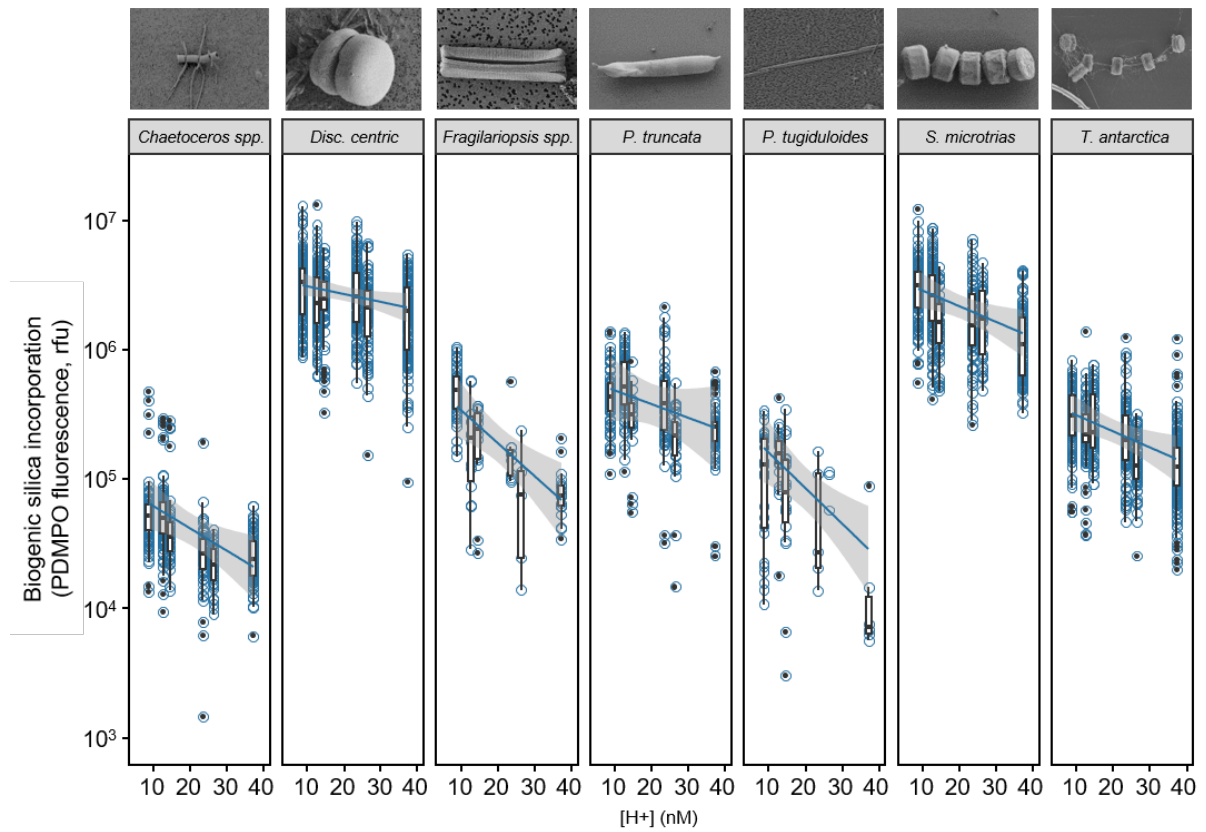 Chaetoceros spp.
Disc. centric
Fragilariopsis spp.
P. truncata
P. tugiduloides
S. microtrias
T. antarctica
Biogenic silica incorporation
(PDMPO fluorescence, rfu)
10⁷
10⁶
10⁵
10⁴
10³
10 20 30 40 10 20 30 40 10 20 30 40 10 20 30 40 10 20 30 40 10 20 30 40 10 20 30 40
[H+] (nM)